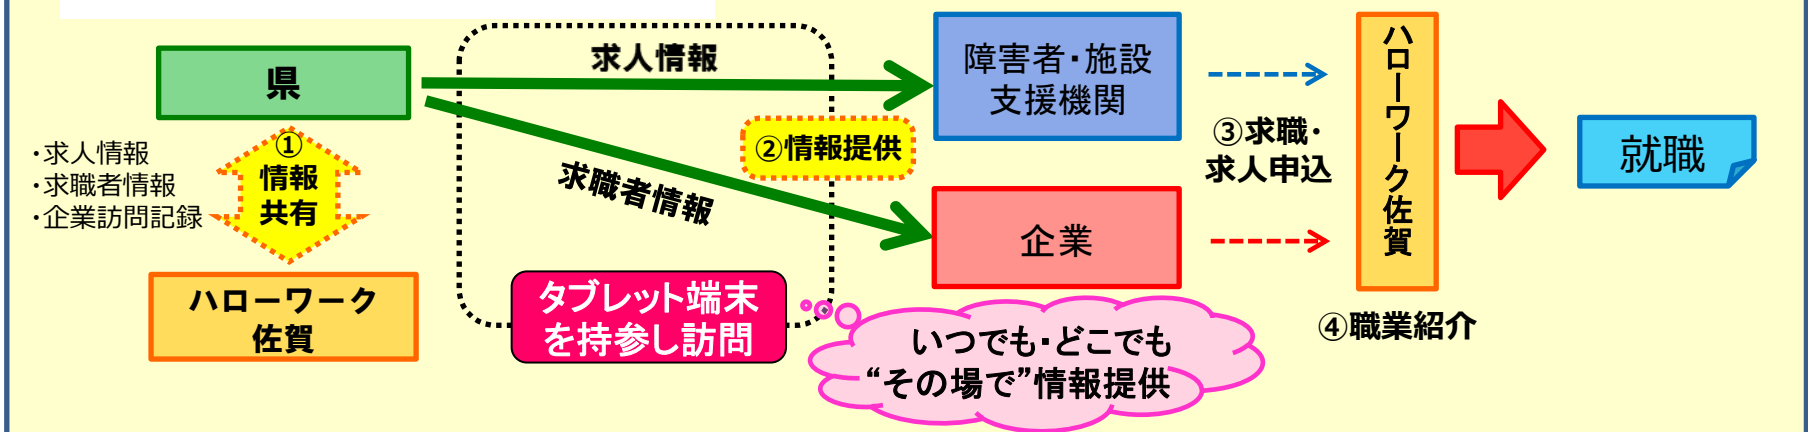 県
・求人情報
・求職者情報
・企業訪問記録
①
情報
共有
ハローワーク
佐賀
求人情報
求職者情報
②情報提供
タブレット端末
を持参し訪問
障害者・施設
支援機関
企業
いつでも・どこでも
“その場で”情報提供
③求職・
求人申込
ハローワーク佐賀
④職業紹介
就職